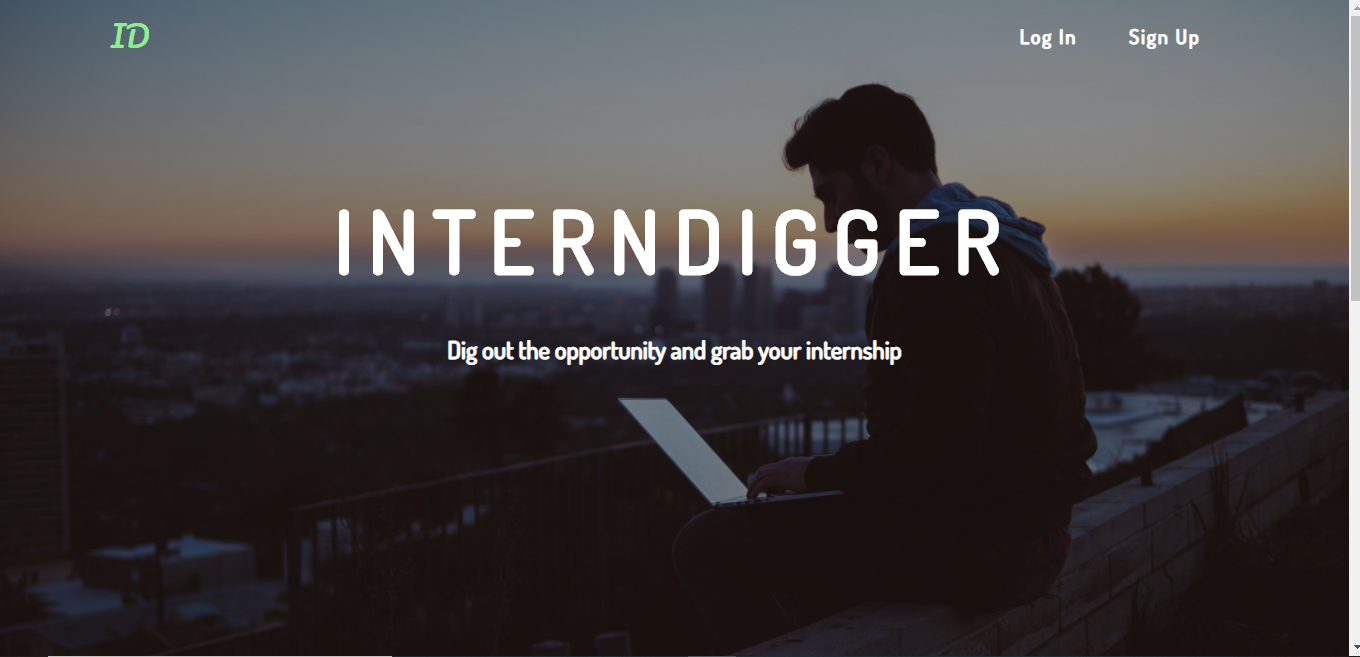 ID
Log In
Sign Up
INTERNDIGGER
Dig out the opportunity and grab your internship